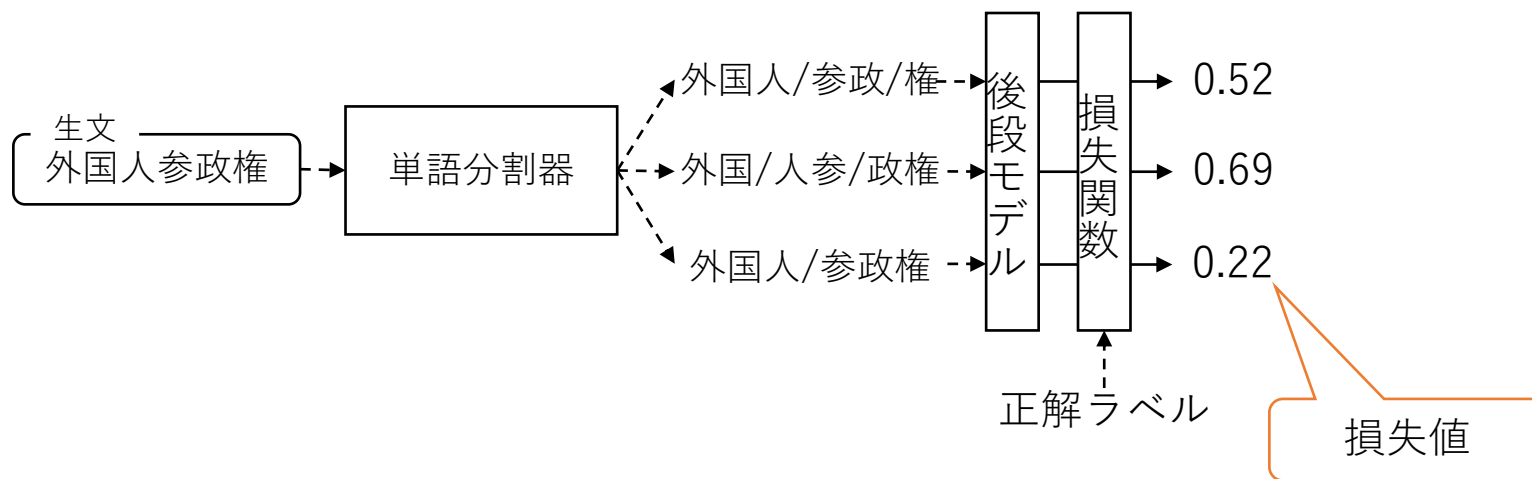 生文
外国人参政権
単語分割器
外国人/参政/権
外国/人参/政権
外国人/参政権
後段モデル
損失関数
0.52
0.69
0.22
正解ラベル
損失値